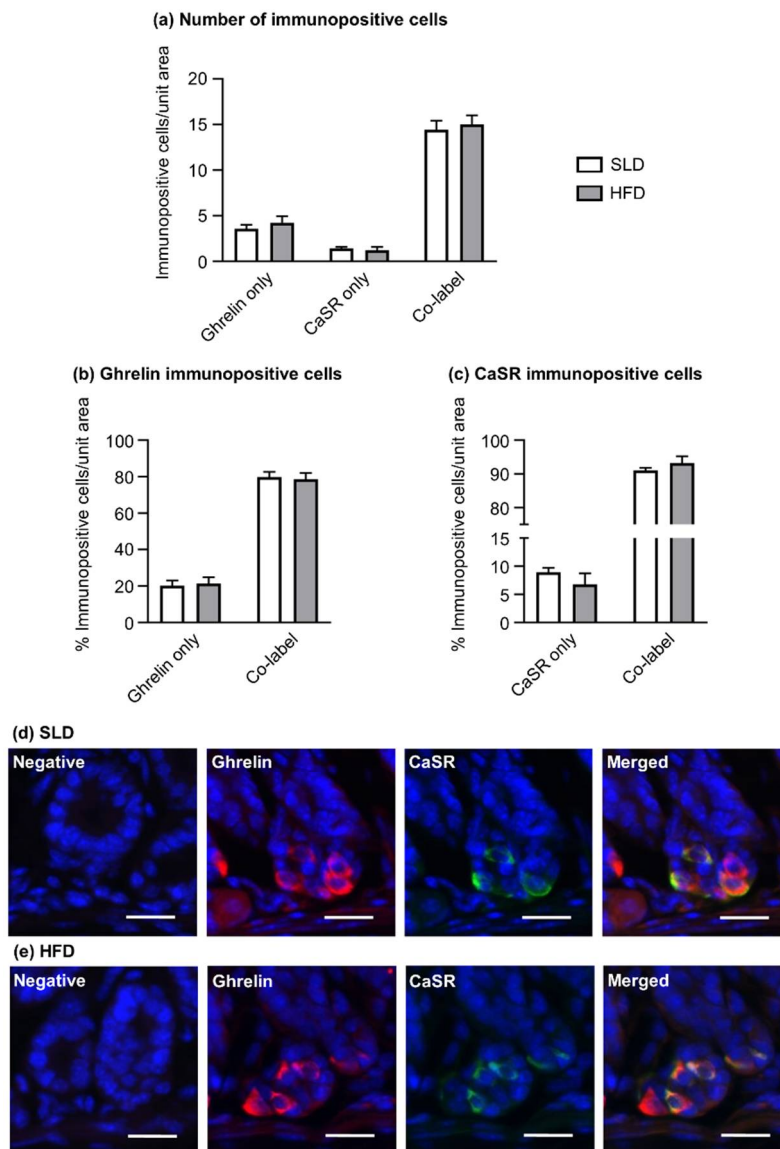 (a) Number of immunopositive cells
Immunopositive cells/unit area
20
15
10
5
0
Ghrelin only
CaSR only
Co-label
SLD
HFD
(b) Ghrelin immunopositive cells
% Immunopositive cells/unit area
100
80
60
40
20
0
Ghrelin only
Co-label
(c) CaSR immunopositive cells
% Immunopositive cells/unit area
100
90
80
15
10
5
0
CaSR only
Co-label
(d) SLD
Negative
Ghrelin
CaSR
Merged
(e) HFD
Negative
Ghrelin
CaSR
Merged